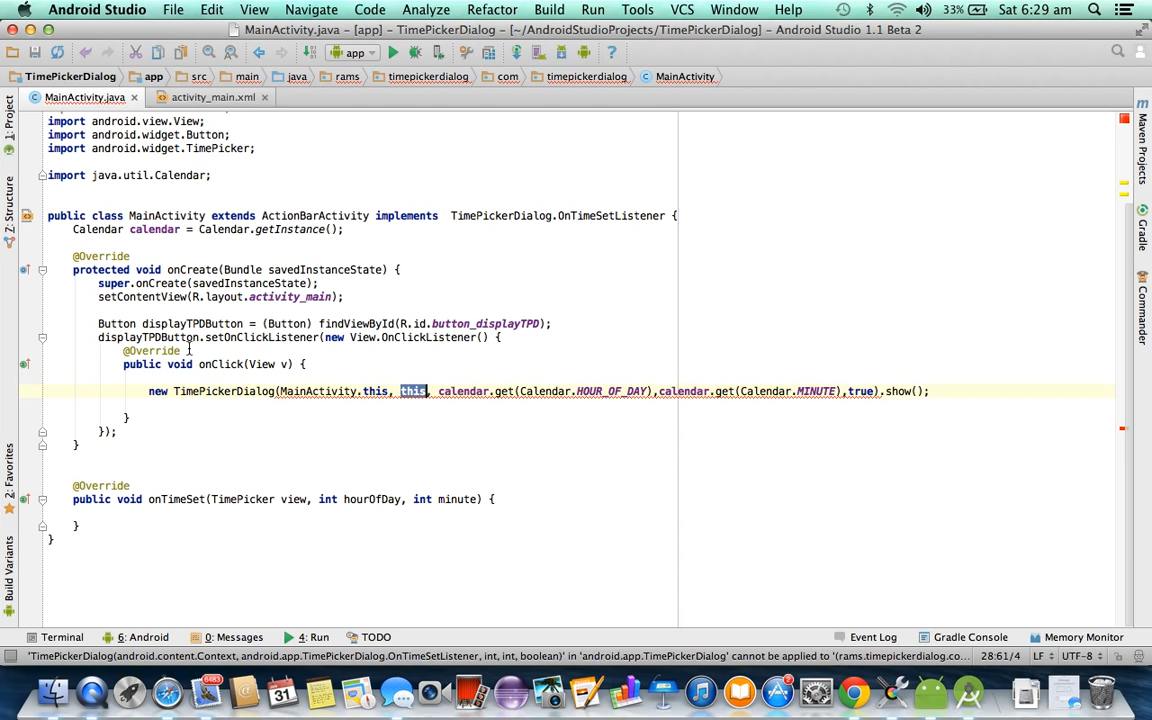 Android Studio File Edit View Navigate Code Analyze Refactor Build Run Tools VCS Window Help 33% Sat 6:29 am
MainActivity.java - [app] - TimePickerDialog - [~/AndroidStudioProjects/TimePickerDialog] - Android Studio 1.1 Beta 2
app
TimePickerDialog app src main java rams timepickerdialog com timepickerdialog MainActivity
MainActivity.java activity_main.xml
import android.view.View;
import android.widget.Button;
import android.widget.TimePicker;
import java.util.Calendar;
public class MainActivity extends ActionBarActivity implements  TimePickerDialog.OnTimeSetListener {
Calendar calendar = Calendar.getInstance();
@Override
protected void onCreate(Bundle savedInstanceState) {
super.onCreate(savedInstanceState);
setContentView(R.layout.activity_main);
Button displayTPDButton = (Button) findViewById(R.id.button_displayTPD);
displayTPDButton.setOnClickListener(new View.OnClickListener() {
@Override
public void onClick(View v) {
new TimePickerDialog(MainActivity.this, this, calendar.get(Calendar.HOUR_OF_DAY),calendar.get(Calendar.MINUTE),true).show();
}
});
}
@Override
public void onTimeSet(TimePicker view, int hourOfDay, int minute) {
}
}
1: Project
Z: Structure
2: Favorites
Build Variants
Maven Projects
Gradle
Commander
Terminal 6: Android 0: Messages 4: Run TODO Event Log Gradle Console Memory Monitor
'TimePickerDialog(android.content.Context, android.app.TimePickerDialog.OnTimeSetListener, int, int, boolean)' in 'android.app.TimePickerDialog' cannot be applied to '(rams.timepickerdialog.co... 28:61/4 LF UTF-8
6483
31
2